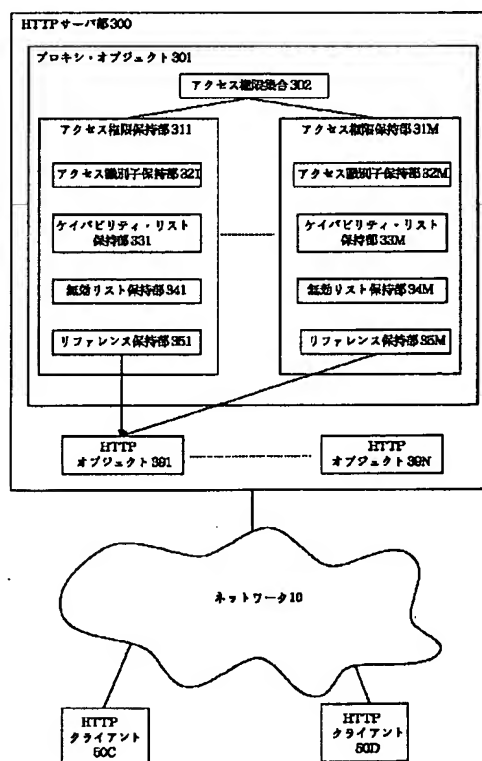 HTTPサーバ部300
プロキシ・オブジェクト301
アクセス権限集合302
アクセス権限保持部311
アクセス権限保持部31M
アクセス識別子保持部321
アクセス識別子保持部32M
ケイパビリティ・リスト
保持部331
ケイパビリティ・リスト
保持部33M
無効リスト保持部341
無効リスト保持部34M
リファレンス保持部351
リファレンス保持部35M
HTTP
オブジェクト391
HTTP
オブジェクト39N
ネットワーク10
HTTP
クライアント
50C
HTTP
クライアント
50D